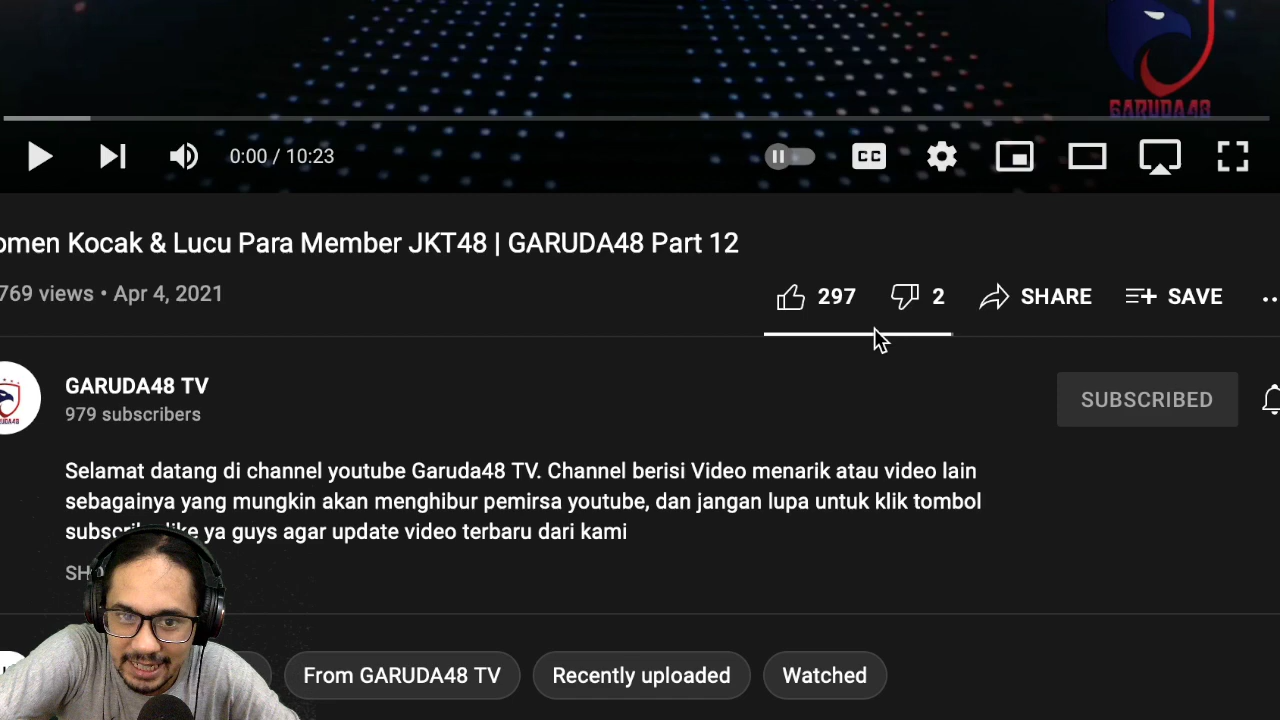 GARUDA48
0:00 / 10:23
CC
omen Kocak & Lucu Para Member JKT48 | GARUDA48 Part 12
769 views • Apr 4, 2021
297
2
SHARE
SAVE
GARUDA48 TV
979 subscribers
SUBSCRIBED
Selamat datang di channel youtube Garuda48 TV. Channel berisi Video menarik atau video lain
sebagainya yang mungkin akan menghibur pemirsa youtube, dan jangan lupa untuk klik tombol
ya guys agar update video terbaru dari kami
From GARUDA48 TV
Recently uploaded
Watched